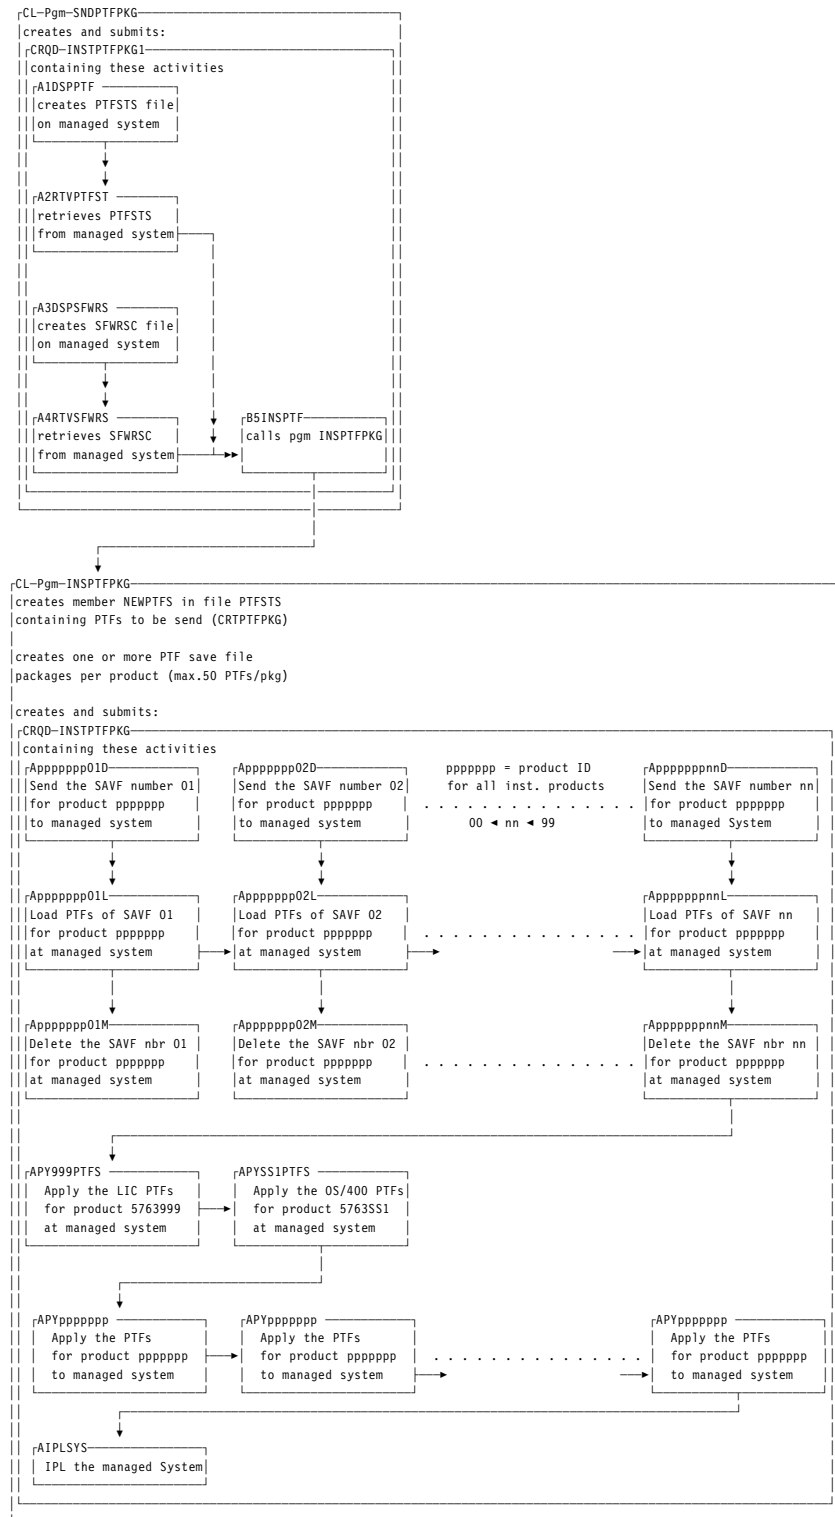 CL-Pgm-SNDPTFPKG
creates and submits:
CRQD-INSTPTFPKG1
containing these activities
A1DSPPTF
creates PTFSTS file
on managed system
A2RTVPTFST
retrieves PTFSTS
from managed system
A3DSPSFWRS
creates SFWRSC file
on managed system
A4RTVSFWRS B5INSPTF
retrieves SFWRSC calls pgm INSPTFPKG
from managed system
CL-Pgm-INSPTFPKG
creates member NEWPTFS in file PTFSTS
containing PTFs to be send (CRTPTFPKG)
creates one or more PTF save file
packages per product (max.50 PTFs/pkg)
creates and submits:
CRQD-INSTPTFPKG
containing these activities
Appppppp01D Appppppp02D ppppppp = product ID AppppppppnnD
Send the SAVF number 01 Send the SAVF number 02 for all inst. products Send the SAVF number nn
for product ppppppp for product ppppppp . . . . . . . . . . . . . . . for product ppppppp
to managed system to managed system 00 ◄ nn ◄ 99 to managed System
Appppppp01L Appppppp02L AppppppppnnL
Load PTFs of SAVF 01 Load PTFs of SAVF 02 Load PTFs of SAVF nn
for product ppppppp for product ppppppp . . . . . . . . . . . . . . . for product ppppppp
at managed system at managed system at managed system
Appppppp01M Appppppp02M AppppppppnnM
Delete the SAVF nbr 01 Delete the SAVF nbr 02 Delete the SAVF nbr nn
for product ppppppp for product ppppppp . . . . . . . . . . . . . . . for product ppppppp
at managed system at managed system at managed system
APY999PTFS APYSS1PTFS
Apply the LIC PTFs Apply the OS/400 PTFs
for product 5763999 for product 5763SS1
at managed system at managed system
APYppppppp APYppppppp APYppppppp
Apply the PTFs Apply the PTFs Apply the PTFs
for product ppppppp for product ppppppp . . . . . . . . . . . . . . . for product ppppppp
to managed system to managed system to managed system
AIPLSYS
IPL the managed System